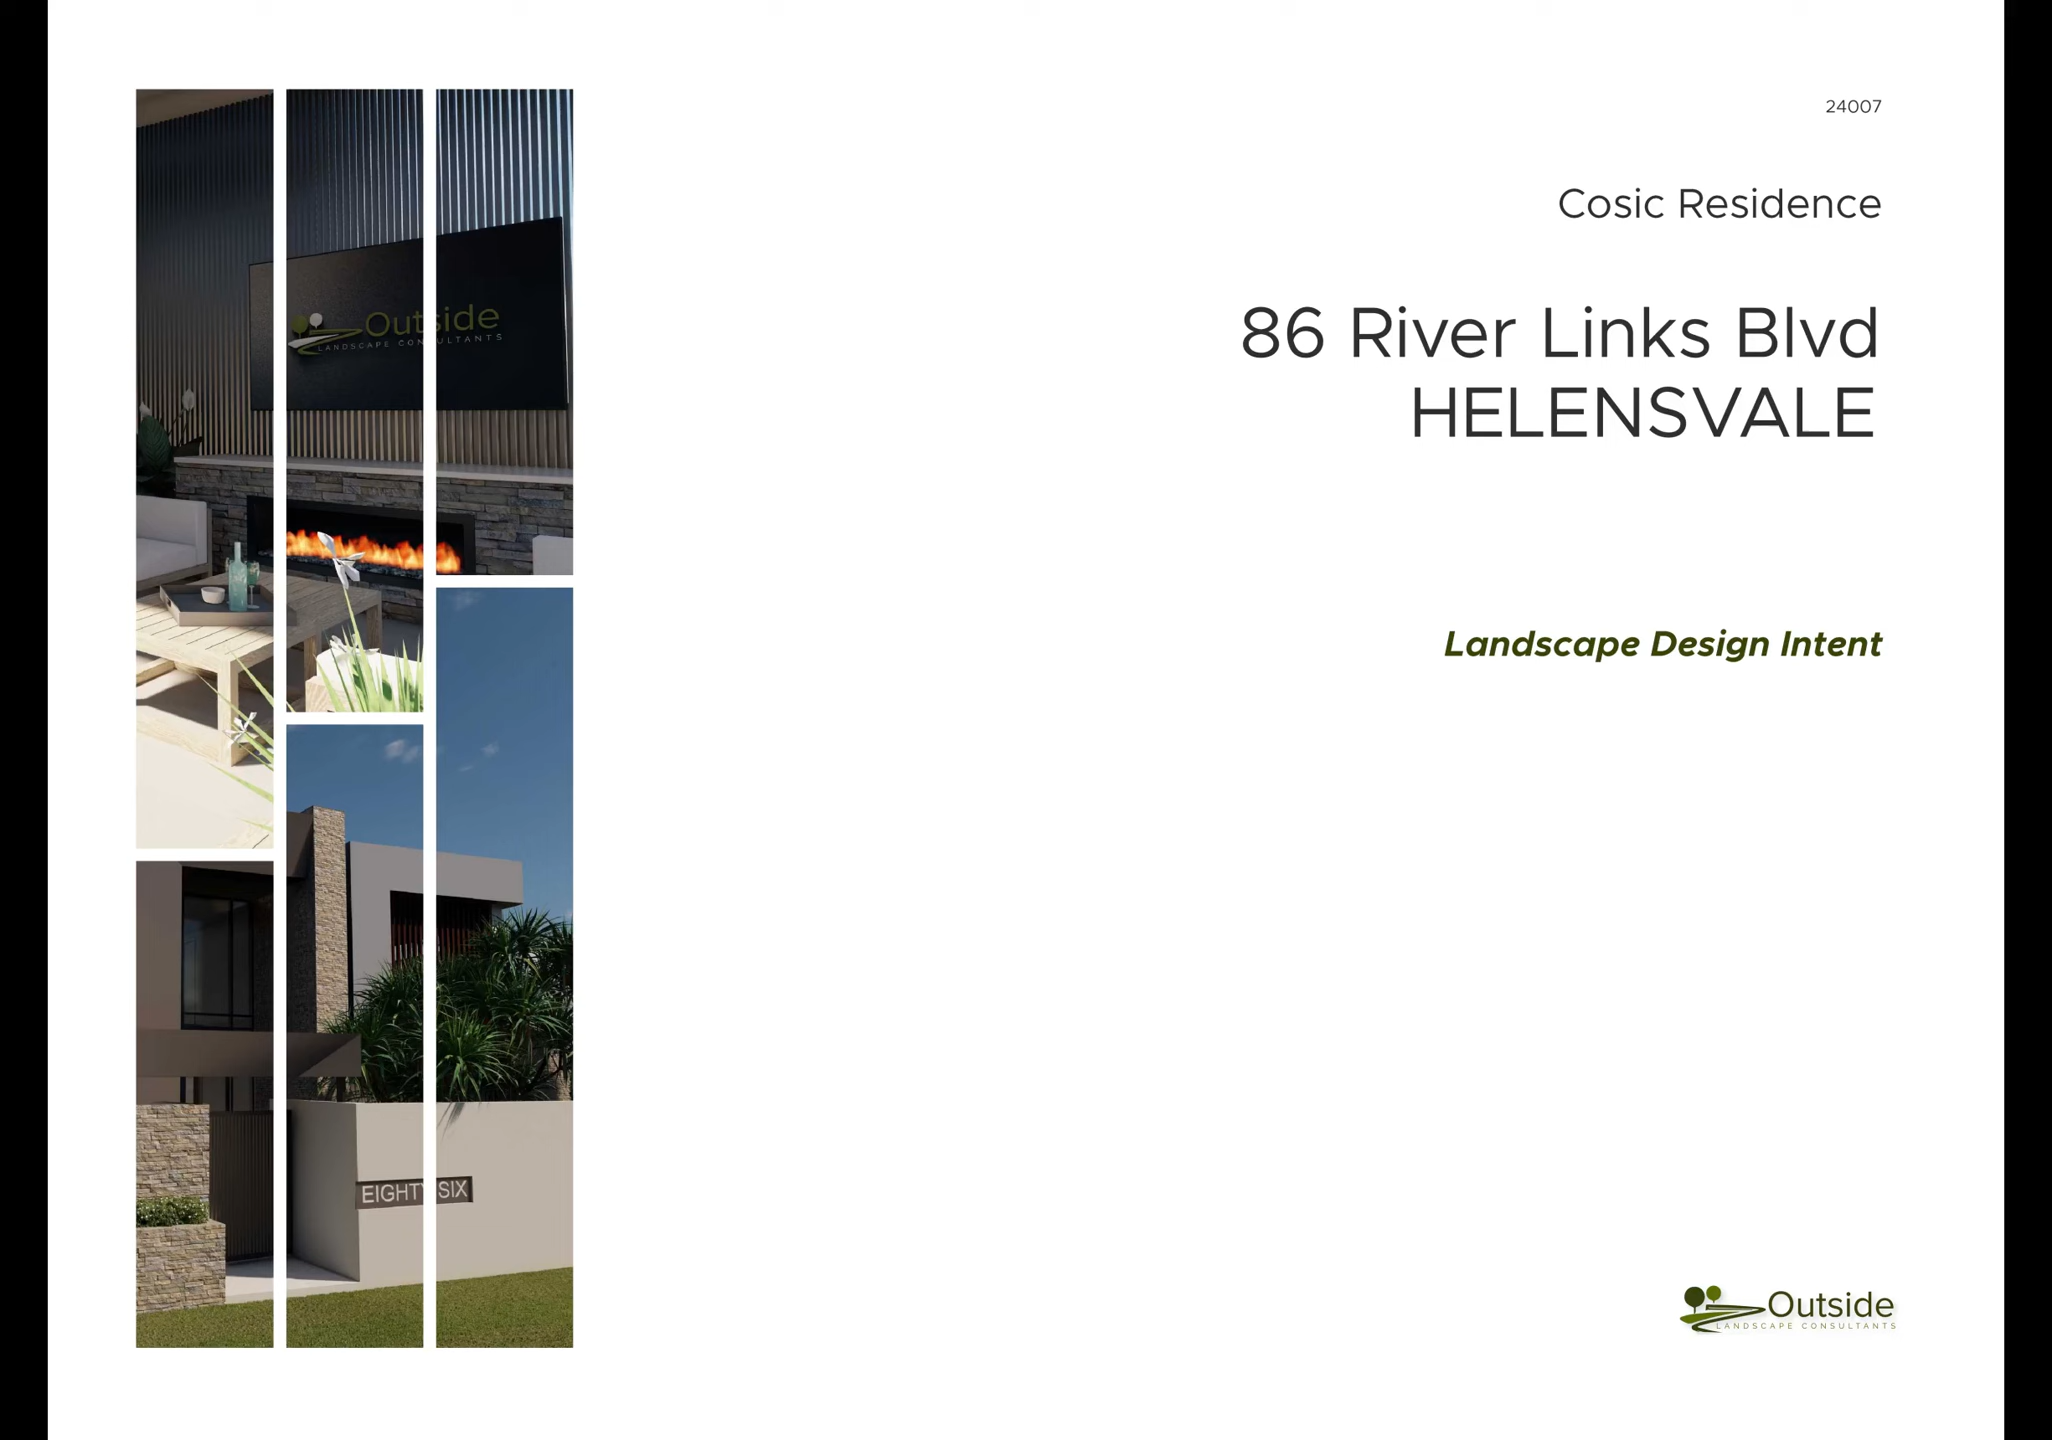 24007
Cosic Residence
86 River Links Blvd
HELENSVALE
Landscape Design Intent
Outside
LANDSCAPE CONSULTANTS
EIGHTY SIX
Outside
LANDSCAPE CONSULTANTS